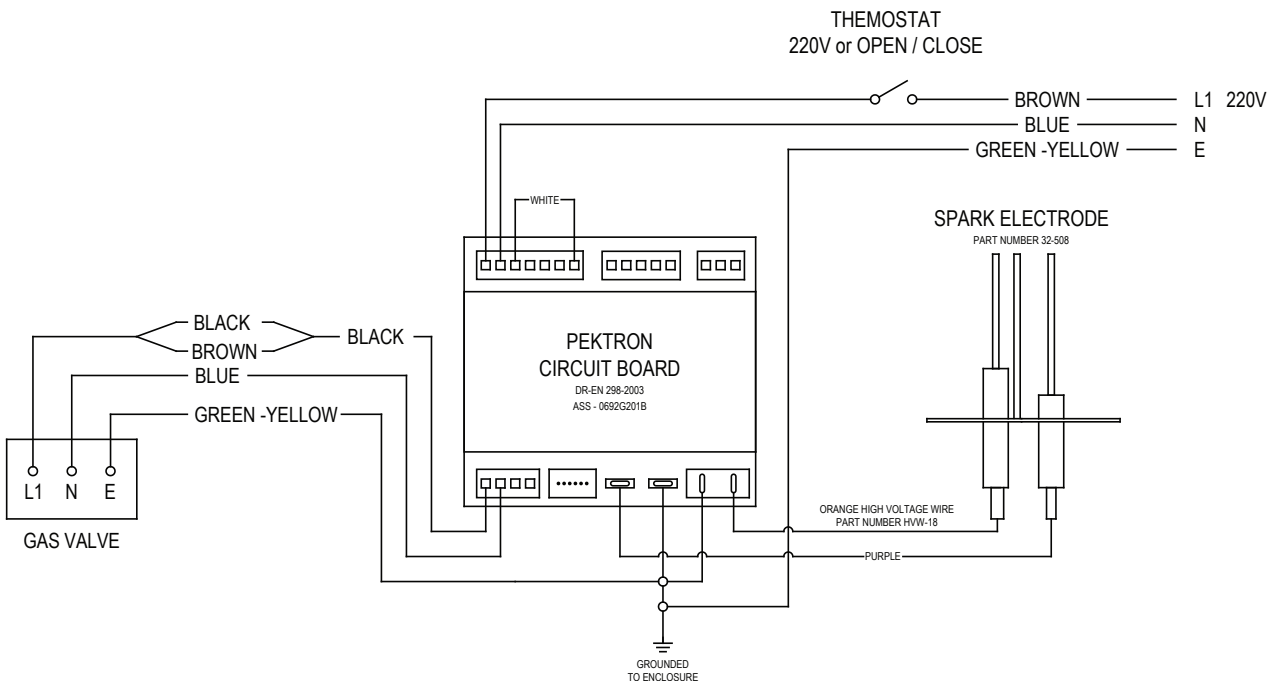 THEMOSTAT
220V or OPEN / CLOSE
BROWN
L1 220V
BLUE
N
GREEN -YELLOW
E
WHITE
SPARK ELECTRODE
PART NUMBER 32-508
PEKTRON
CIRCUIT BOARD
DR-EN 298-2003
ASS - 0692G201B
BLACK
BROWN
BLACK
BLUE
GREEN -YELLOW
L1 N E
GAS VALVE
ORANGE HIGH VOLTAGE WIRE
PART NUMBER HVW-18
PURPLE
GROUNDED
TO ENCLOSURE